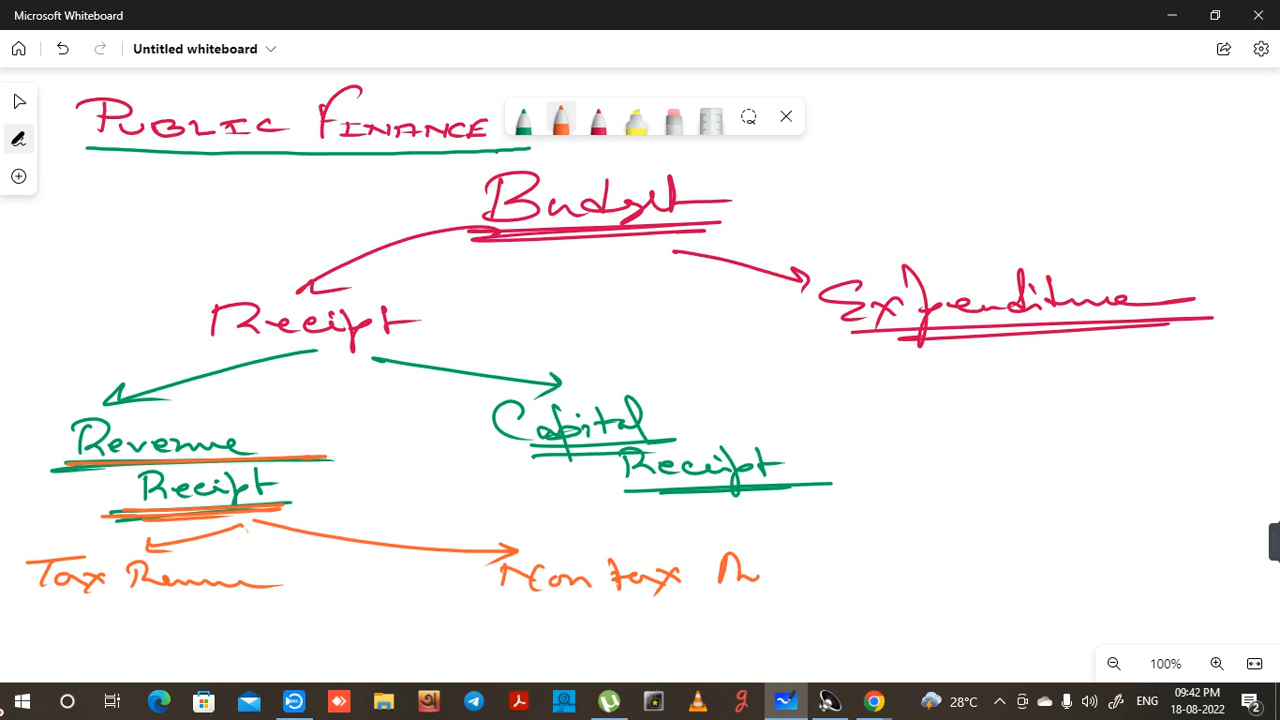 Microsoft Whiteboard
Untitled whiteboard
PUBLIC FINANCE
Budget
Receipt
Expenditure
Revenue
Receipt
Capital
Receipt
Tax Revenue
Non tax R
100%
28°C
ENG
09:42 PM
18-08-2022
2